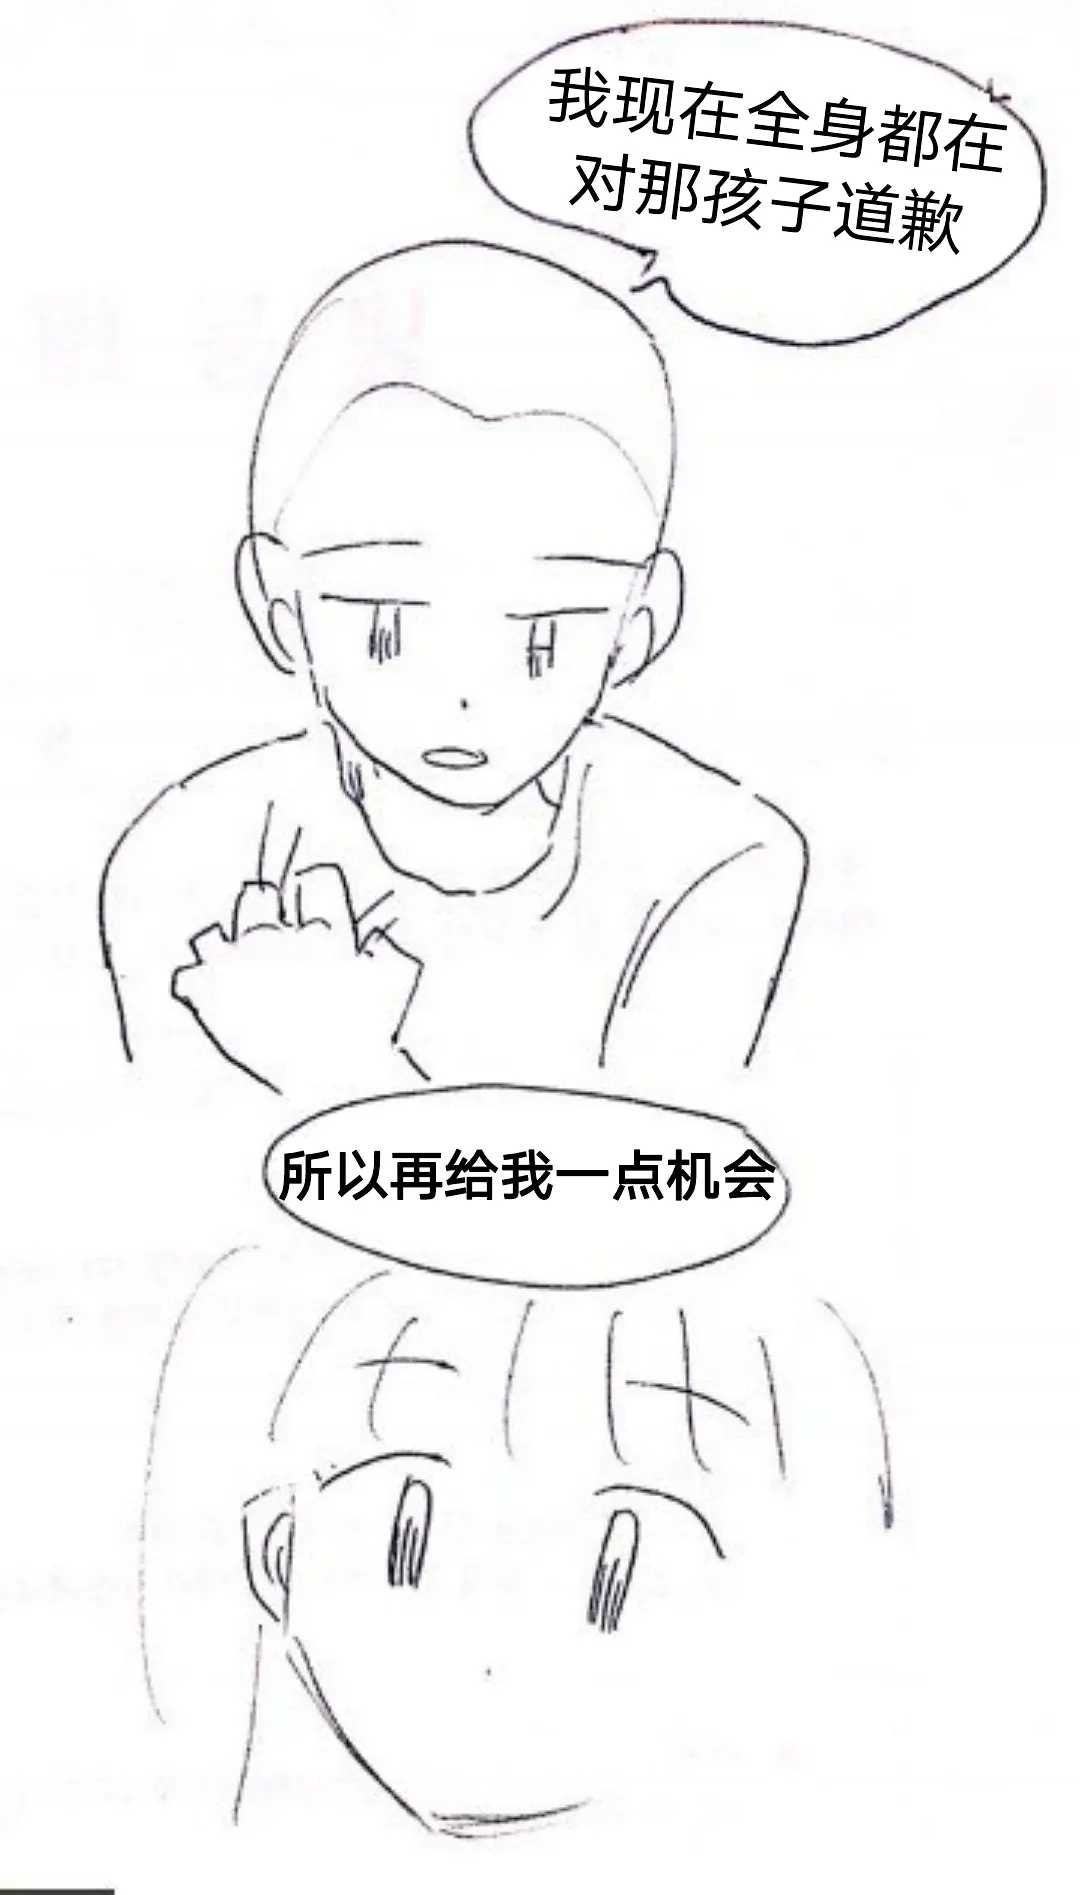 我现在全身都在
对那孩子道歉
所以再给我一点机会